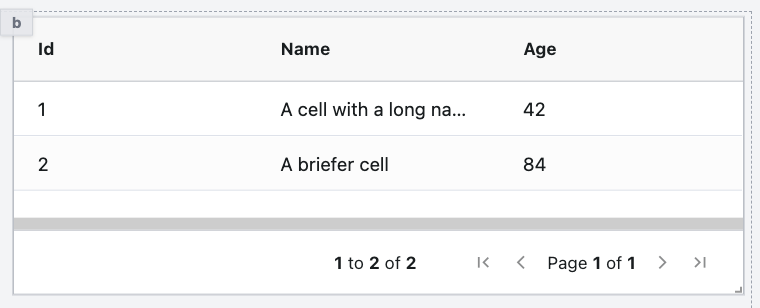 b
Id Name Age
1 A cell with a long na... 42
2 A briefer cell 84
1 to 2 of 2 Page 1 of 1